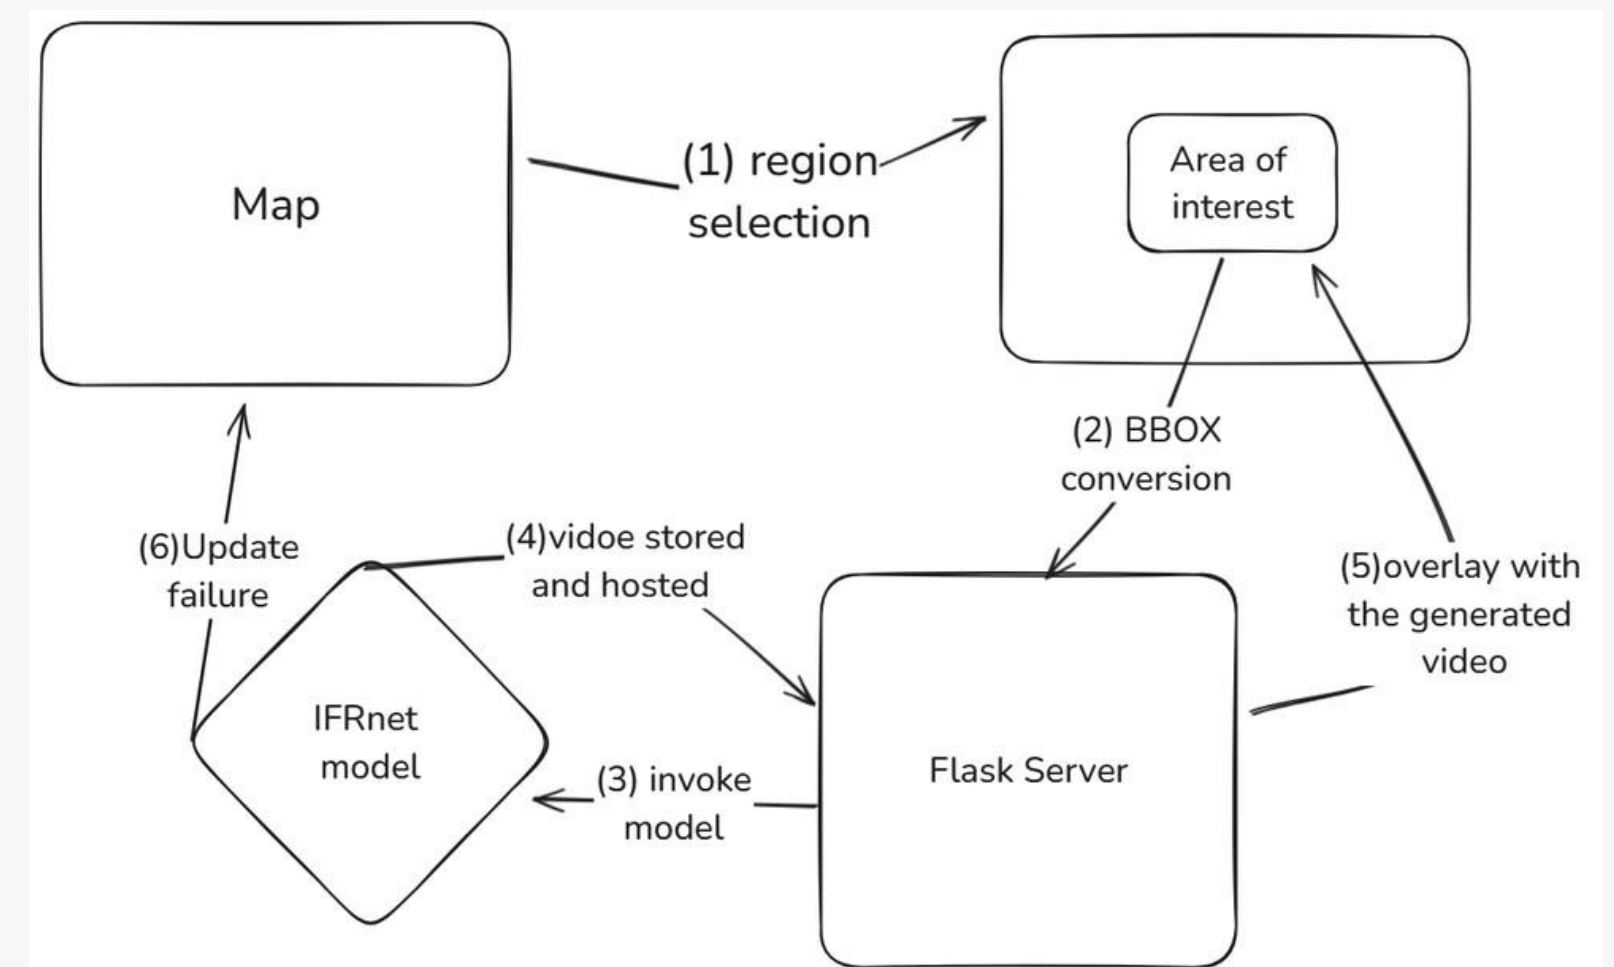 Map
(1) region
selection
Area of
interest
(2) BBOX
conversion
(6)Update
failure
(4)vidoe stored
and hosted
(5)overlay with
the generated
video
IFRnet
model
(3) invoke
model
Flask Server